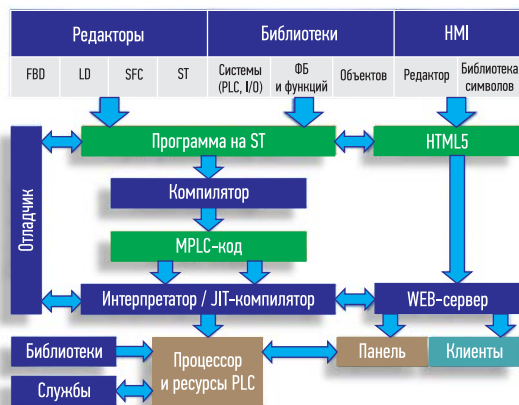 Редакторы
Библиотеки
HMI
FBD
LD
SFC
ST
Системы
(PLC, I/O)
ФБ
и функций
Объектов
Редактор
Библиотека
символов
Отладчик
Программа на ST
HTML5
Компилятор
MPLC-код
Интерпретатор / JIT-компилятор
WEB-сервер
Библиотеки
Службы
Процессор
и ресурсы PLC
Панель
Клиенты